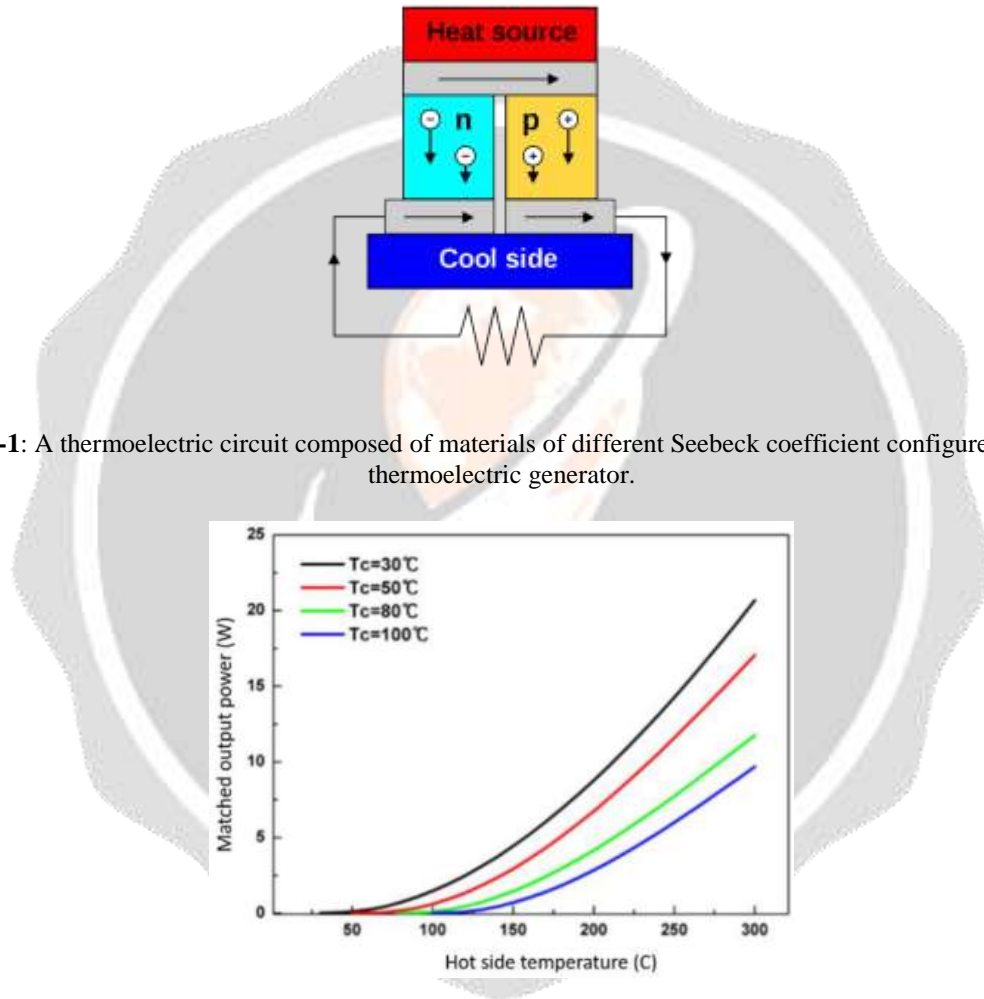 Heat source
n p
Cool side
-1: A thermoelectric circuit composed of materials of different Seebeck coefficient configure
thermoelectric generator.
25
20
15
10
5
0
Tc=30℃
Tc=50℃
Tc=80℃
Tc=100℃
Matched output power (W)
50 100 150 200 250 300
Hot side temperature (C)